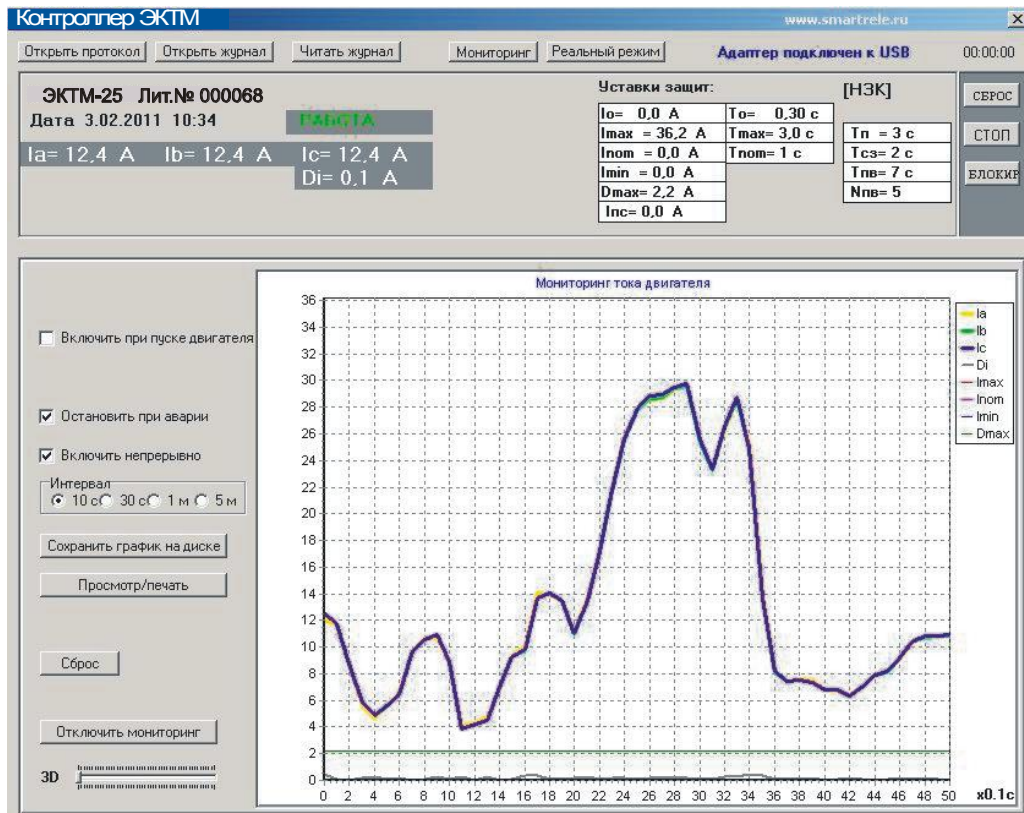 Контроллер ЭКТМ
www.smartrele.ru
Открыть протокол Открыть журнал Читать журнал Мониторинг Реальный режим Адаптер подключен к USB 00:00:00
ЭКТМ-25 Лит.№ 000068
Дата 3.02.2011 10:34
РАБОТА
Ia= 12,4 A Ib= 12,4 A Ic= 12,4 A
Di= 0,1 A
Уставки защит:
[НЗК]
Io= 0,0 A To= 0,30 c
Imax = 36,2 A Tmax= 3,0 c Тп = 3 c
Inom = 0,0 A Tnom= 1 c Тсз= 2 c
Imin = 0,0 A Тпв= 7 c
Dmax= 2,2 A Nпв= 5
Inc= 0,0 A
СБРОС
СТОП
БЛОКИР
Включить при пуске двигателя
Остановить при аварии
Включить непрерывно
Интервал
10 с 30 с 1 м 5 м
Сохранить график на диске
Просмотр/печать
Сброс
Отключить мониторинг
3D
Мониторинг тока двигателя
36
34
32
30
28
26
24
22
20
18
16
14
12
10
8
6
4
2
0
0 2 4 6 8 10 12 14 16 18 20 22 24 26 28 30 32 34 36 38 40 42 44 46 48 50 x0.1c
Ia
Ib
Ic
Di
Imax
Inom
Imin
Dmax